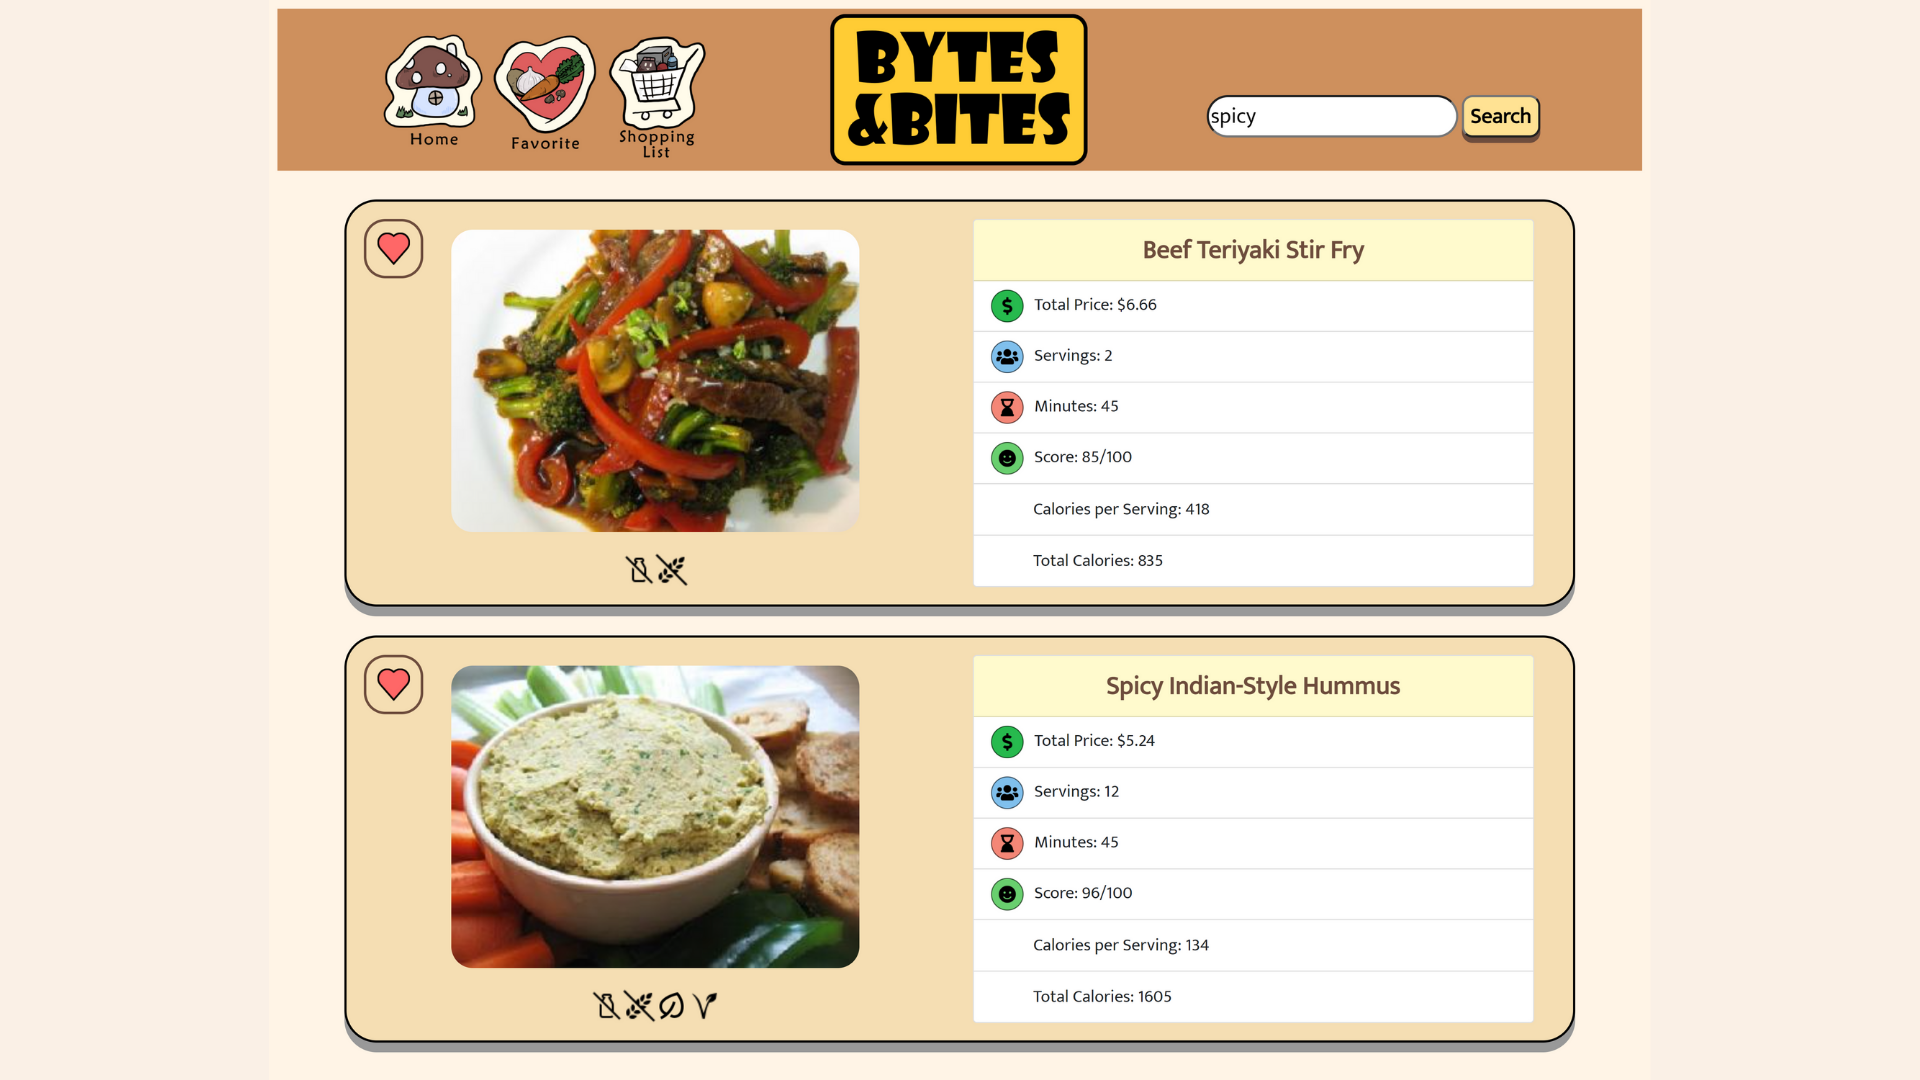 Home
Favorite
Shopping
List
BYTES
&BITES
spicy
Search
Beef Teriyaki Stir Fry
Total Price: $6.66
Servings: 2
Minutes: 45
Score: 85/100
Calories per Serving: 418
Total Calories: 835
Spicy Indian-Style Hummus
Total Price: $5.24
Servings: 12
Minutes: 45
Score: 96/100
Calories per Serving: 134
Total Calories: 1605